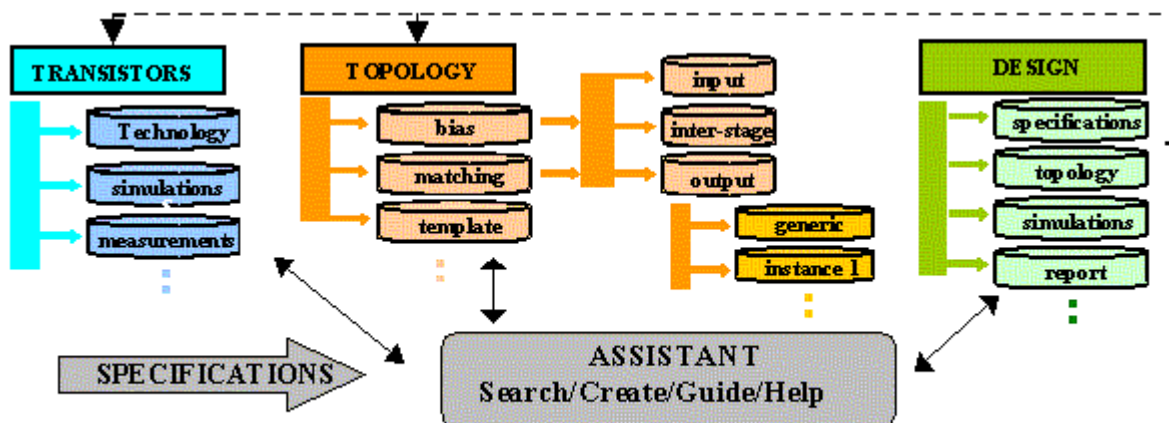 TRANSISTORS
Technology
simulations
measurements
TOPOLOGY
bias
matching
template
input
inter-stage
output
generic
instance 1
DESIGN
specifications
topology
simulations
report
SPECIFICATIONS
ASSISTANT
Search/Create/Guide/Help